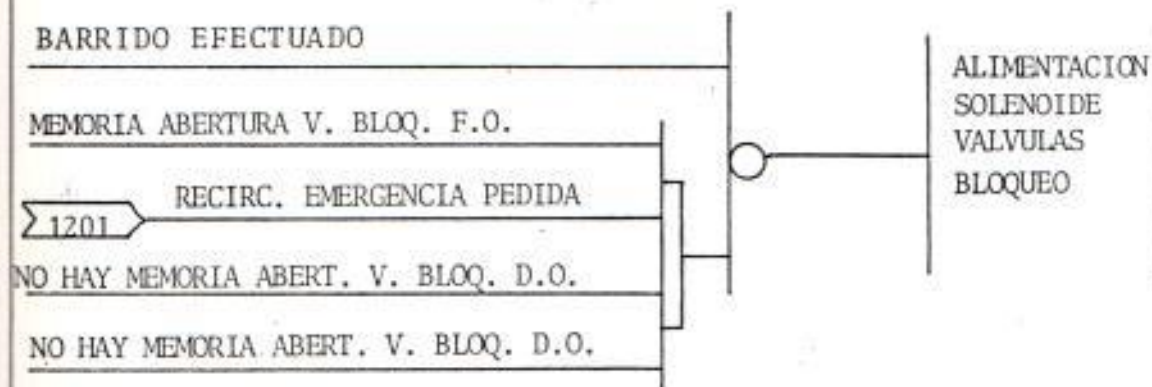 BARRIDO EFECTUADO
MEMORIA ABERTURA V. BLOQ. F.O.
1201
RECIRC. EMERGENCIA PEDIDA
NO HAY MEMORIA ABERT. V. BLOQ. D.O.
NO HAY MEMORIA ABERT. V. BLOQ. D.O.
ALIMENTACION
SOLENOIDE
VALVULAS
BLOQUEO